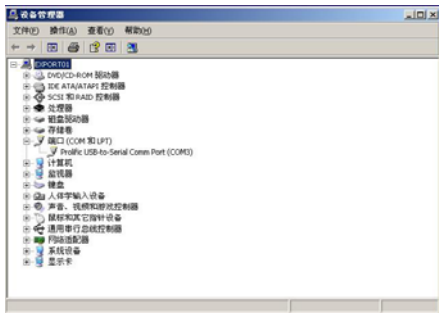 设备管理器
文件(F) 操作(A) 查看(V) 帮助(H)
IDIPORT01
DVD/CD-ROM 驱动器
IDE ATA/ATAPI 控制器
SCSI 和 RAID 控制器
处理器
磁盘驱动器
存储卷
端口 (COM 和 LPT)
Prolific USB-to-Serial Comm Port (COM3)
计算机
监视器
键盘
人体学输入设备
声音、视频和游戏控制器
鼠标和其它指针设备
通用串行总线控制器
网络适配器
系统设备
显示卡